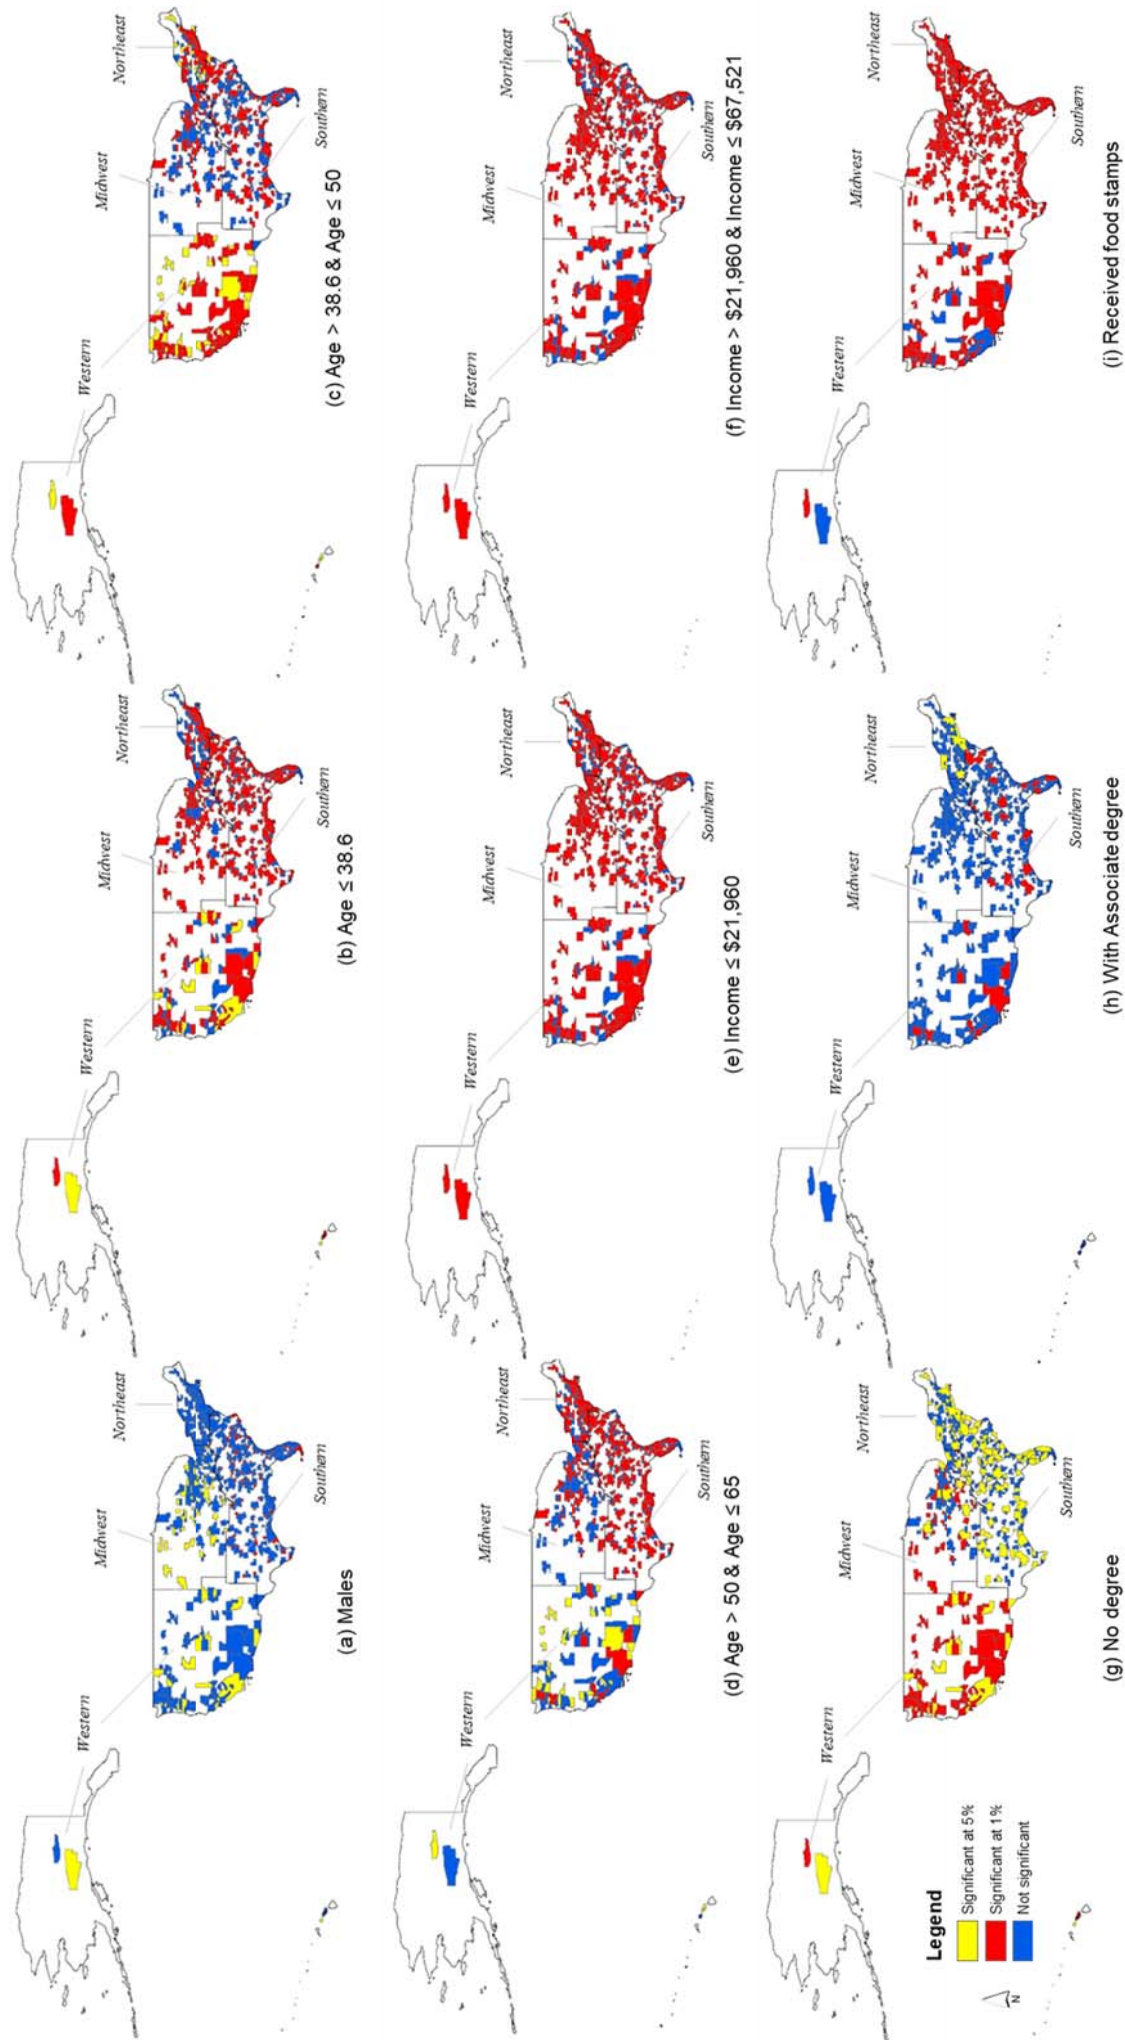 Western
Midwest
Northeast
Southern
(a) Males
Western
Midwest
Northeast
Southern
(b) Age ≤ 38.6
Western
Midwest
Northeast
Southern
(c) Age > 38.6 & Age ≤ 50
Western
Midwest
Northeast
Southern
(d) Age > 50 & Age ≤ 65
Western
Midwest
Northeast
Southern
(e) Income ≤ $21,960
Western
Midwest
Northeast
Southern
(f) Income > $21,960 & Income ≤ $67,521
Western
Midwest
Northeast
Southern
(g) No degree
Legend
Significant at 5%
Significant at 1%
Not significant
N
Western
Midwest
Northeast
Southern
(h) With Associate degree
Western
Midwest
Northeast
Southern
(i) Received food stamps